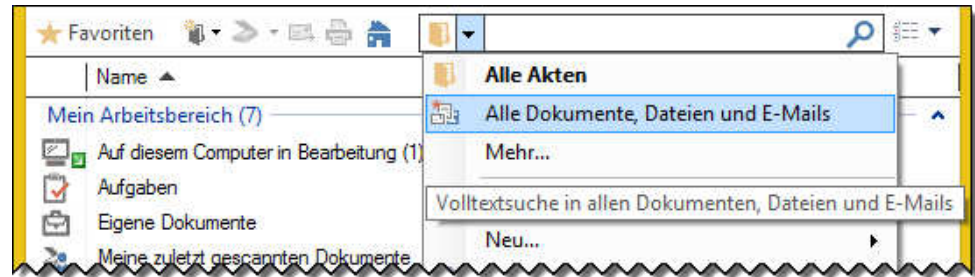 Favoriten
Name
Alle Akten
Mein Arbeitsbereich (7)
Alle Dokumente, Dateien und E-Mails
Auf diesem Computer in Bearbeitung (1)
Mehr...
Aufgaben
Volltextsuche in allen Dokumenten, Dateien und E-Mails
Eigene Dokumente
Neu...
Meine zuletzt gescannten Dokumente